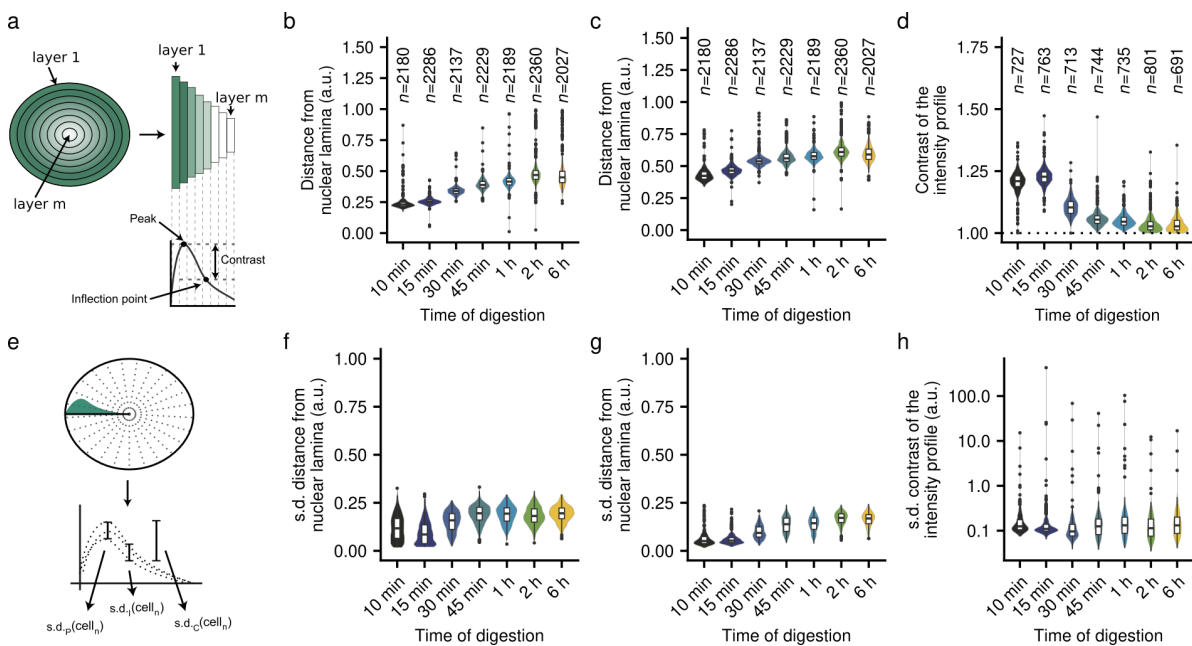 a
layer 1
layer 1
layer m
layer m
Peak
Contrast
Inflection point
b
Distance from
nuclear lamina (a.u.)
1.50
1.25
1.00
0.75
0.50
0.25
0.00
n=2180
n=2286
n=2137
n=2229
n=2189
n=2360
n=2027
10 min
15 min
30 min
45 min
1 h
2 h
6 h
Time of digestion
c
Distance from
nuclear lamina (a.u.)
1.50
1.25
1.00
0.75
0.50
0.25
0.00
n=2180
n=2286
n=2137
n=2229
n=2189
n=2360
n=2027
10 min
15 min
30 min
45 min
1 h
2 h
6 h
Time of digestion
d
Contrast of the
intensity profile
1.75
1.50
1.25
1.00
n=727
n=763
n=713
n=744
n=735
n=801
n=691
10 min
15 min
30 min
45 min
1 h
2 h
6 h
Time of digestion
e
s.d.P(celln)
s.d.I(celln)
s.d.C(celln)
f
s.d. distance from
nuclear lamina (a.u.)
1.00
0.75
0.50
0.25
0.00
10 min
15 min
30 min
45 min
1 h
2 h
6 h
Time of digestion
g
s.d. distance from
nuclear lamina (a.u.)
1.00
0.75
0.50
0.25
0.00
10 min
15 min
30 min
45 min
1 h
2 h
6 h
Time of digestion
h
s.d. contrast of the
intensity profile (a.u.)
100.0
10.0
1.0
0.1
10 min
15 min
30 min
45 min
1 h
2 h
6 h
Time of digestion